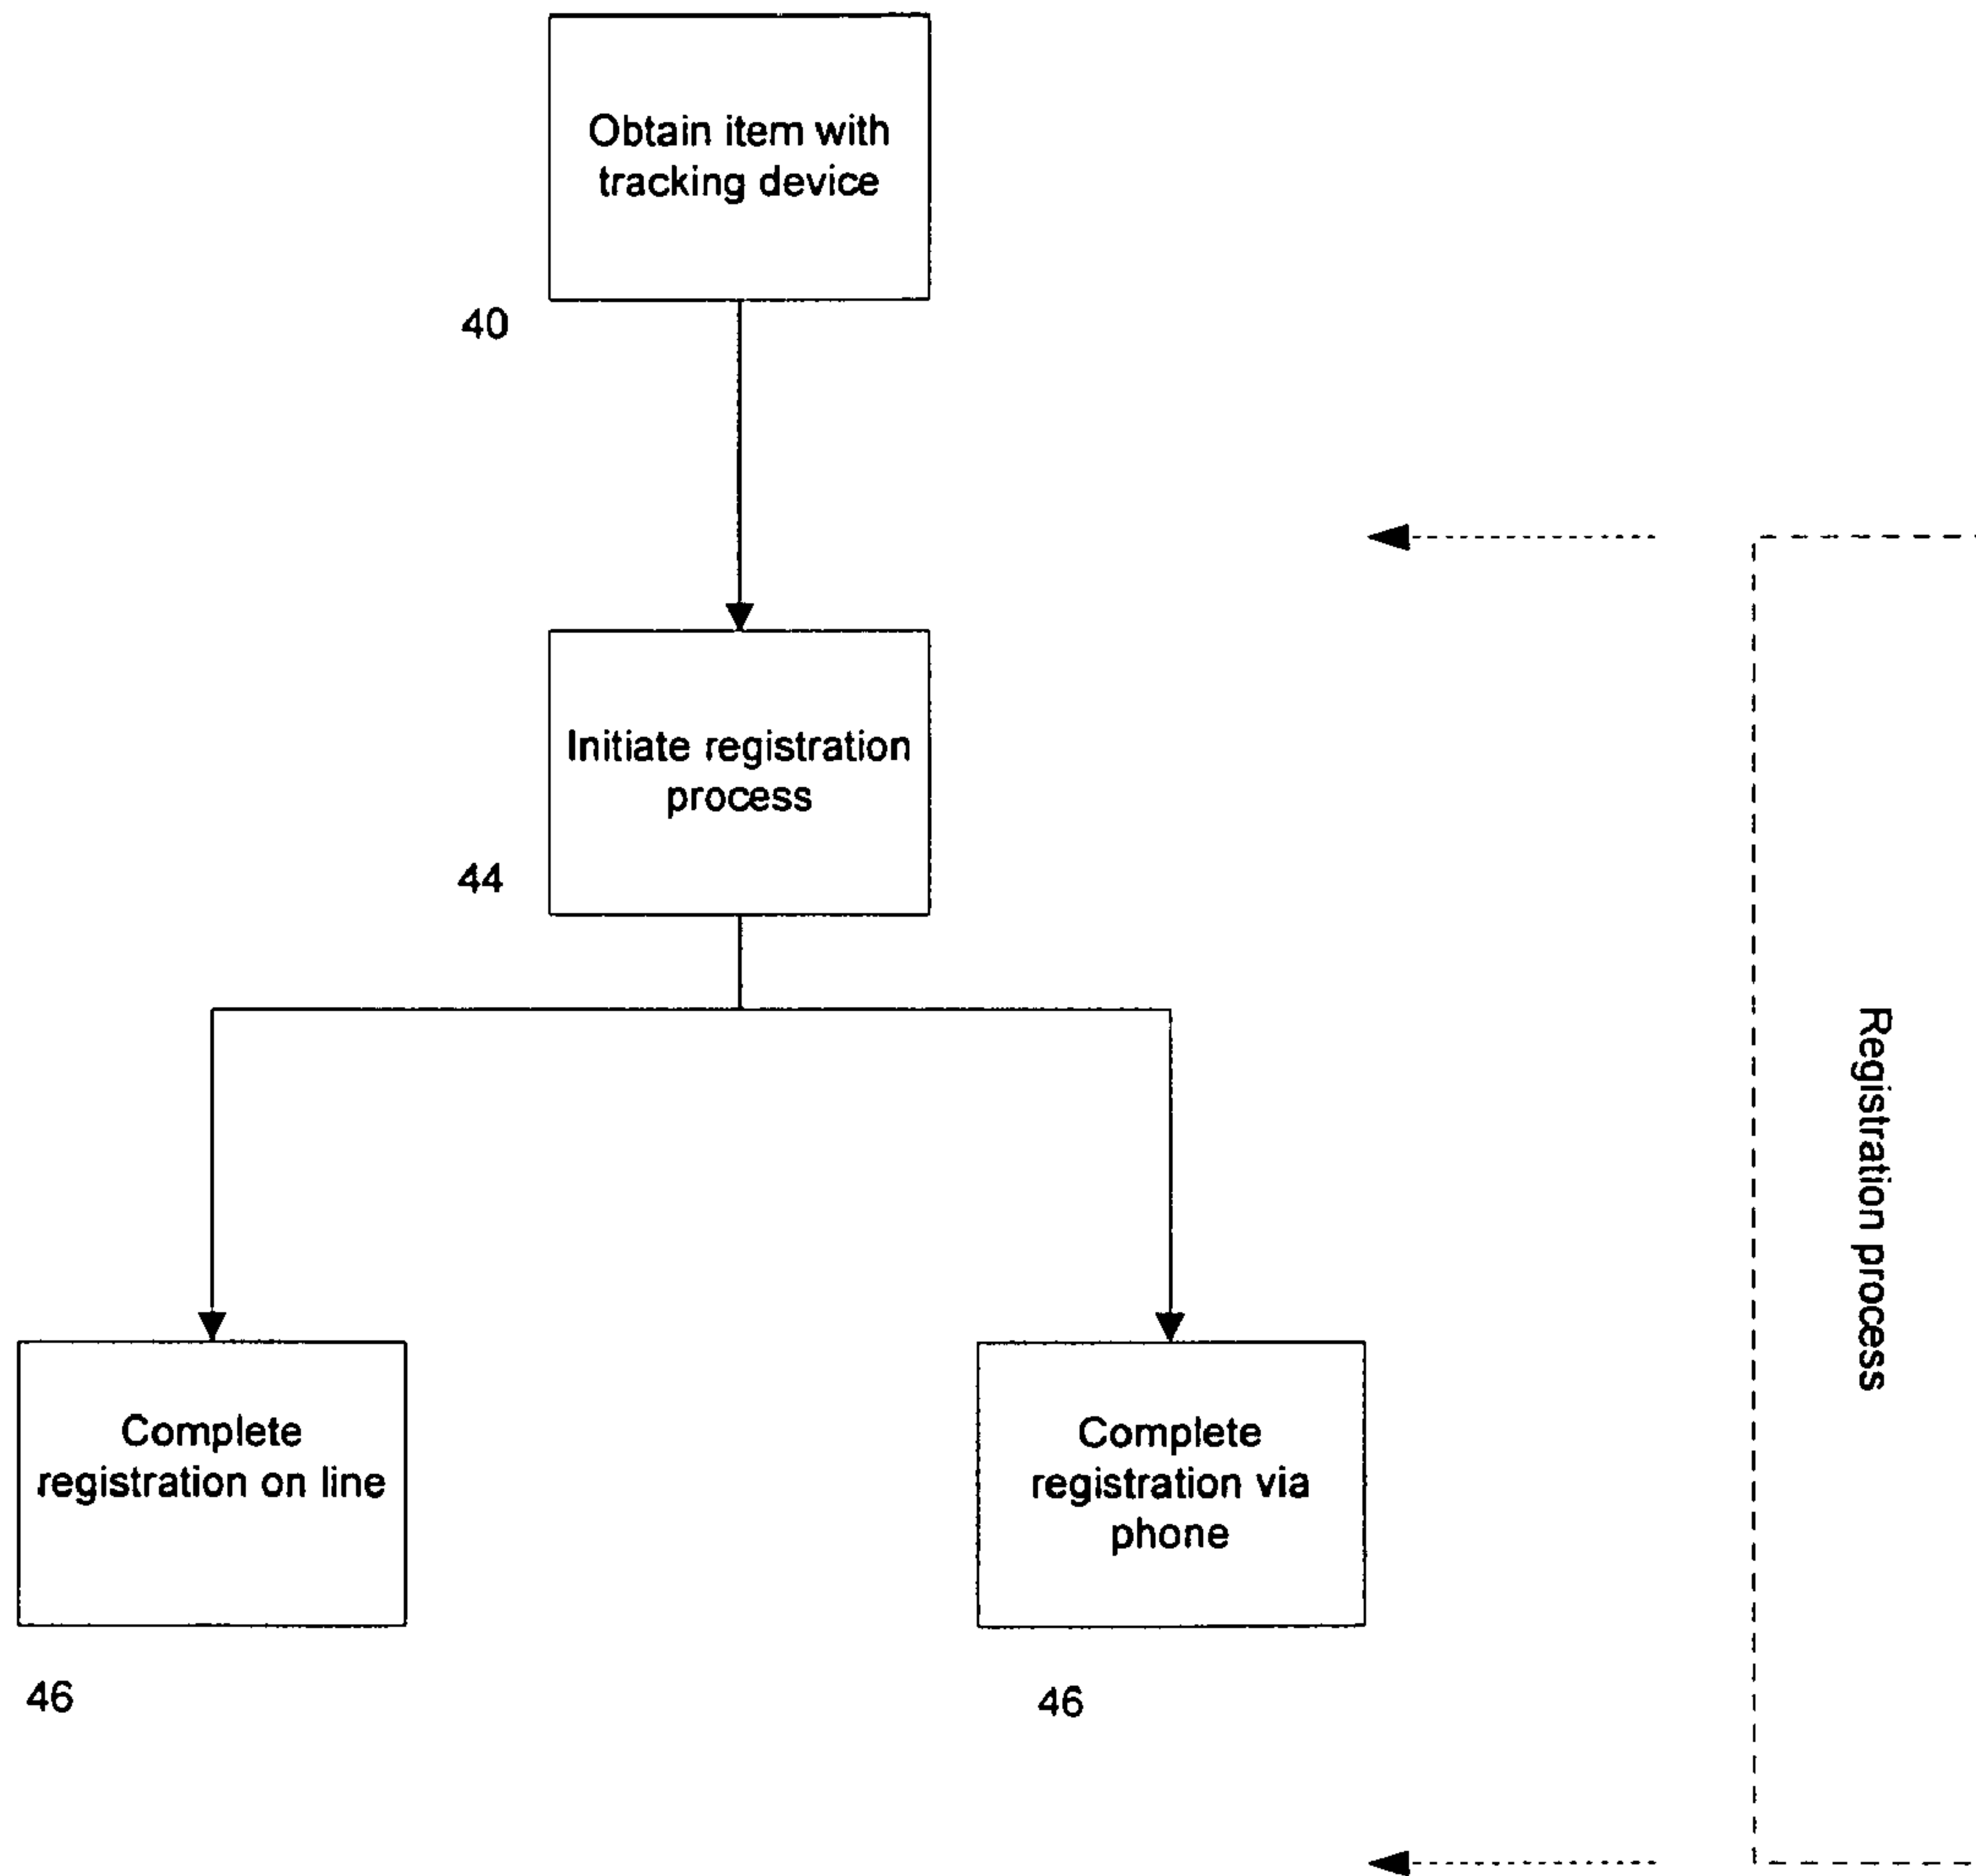 Obtain item with
tracking device
40
Initiate registration
process
44
Complete
registration on line
46
Complete
registration via
phone
46
Registration process